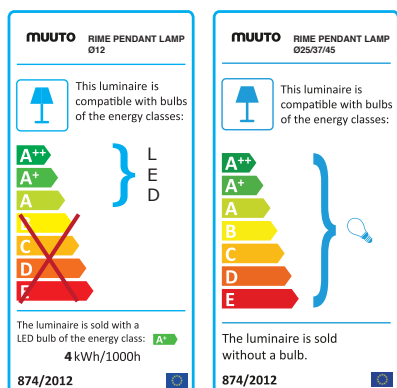 muuto RIME PENDANT LAMP
Ø12
This luminaire is
compatible with bulbs
of the energy classes:
A++
A+
A
B
C
D
E
L
E
D
The luminaire is sold with a
LED bulb of the energy class: A+
4 kWh/1000h
874/2012
muuto RIME PENDANT LAMP
Ø25/37/45
This luminaire is
compatible with bulbs
of the energy classes:
A++
A+
A
B
C
D
E
The luminaire is sold
without a bulb.
874/2012